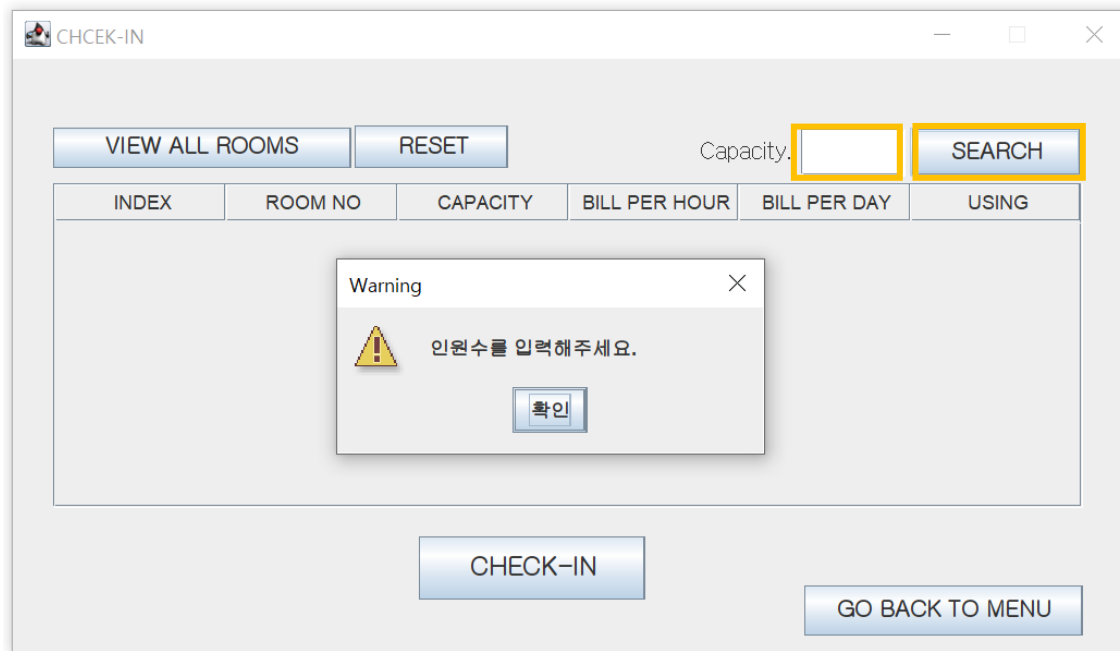 CHCEK-IN
VIEW ALL ROOMS RESET Capacity. SEARCH
INDEX ROOM NO CAPACITY BILL PER HOUR BILL PER DAY USING
Warning
인원수를 입력해주세요.
확인
CHECK-IN
GO BACK TO MENU